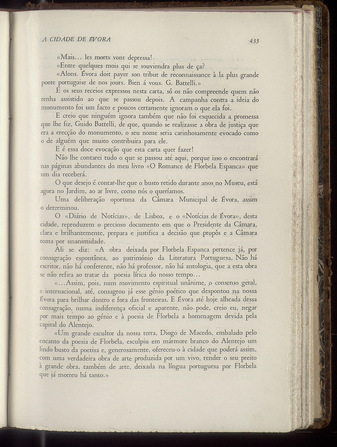 A CIDADE DE ÉVORA 435
«Mais... les morts vont depressa!
«Entre quelques mots qui se souviendra plus de ça?
«Alons. Évora doit payer son tribut de reconnaissance à la plus grande
poete portugaise de nos jours. Bien á vous. G. Battelli.»
E os seus receios expressos nesta carta, só os não compreende quem não
tenha assistido ao que se passou depois. A campanha contra a ideia do
monumento foi um facto e poucos certamente ignoram o que ela foi.
E creio que ninguém ignora também que não foi esquecida a promessa
que lhe fiz, Guido Battelli, de que, quando se realizasse a obra de justiça que
era a erecção do monumento, o seu nome seria carinhosamente evocado como
o de alguém que muito contribuira para ele.
E é essa doce evocação que esta carta quer fazer!
Não lhe contarei tudo o que se passou até aqui, porque isso o encontrará
nas páginas abundantes do meu livro «O Romance de Florbela Espanca» que
um dia receberá.
O que desejo é contar-lhe que o busto retido durante anos no Museu, está
agora no Jardim, ao ar livre, como nós o queríamos.
Uma deliberação oportuna da Câmara Municipal de Évora, assim
o determinou.
O «Diário de Notícias», de Lisboa, e o «Notícias de Évora», desta
cidade, reproduzem o precioso documento em que o Presidente da Câmara,
clara e brilhantemente, prepara e justifica a decisão que propôs e a Câmara
toma por unanimidade.
Ali se diz: «A obra deixada por Florbela Espanca pertence já, por
consagração espontânea, ao património da Literatura Portuguesa. Não há
escritor, não há conferente, não há professor, não há antologia, que a esta obra
se não refira ao tratar da poesia lírica do nosso tempo...
«...Assim, pois, num movimento espiritual unânime, o consenso geral,
e internacional, até, consagrou já esse génio poético que despontou na nossa
Évora para brilhar dentro e fora das fronteiras. E Évora até hoje alheada dessa
consagração, numa indiferença oficial e aparente, não pode, creio eu, negar
por mais tempo ao génio e à poesia de Florbela a homenagem devida pela
capital do Alentejo.
«Um grande escultor da nossa terra, Diogo de Macedo, embalado pelo
encanto da poesia de Florbela, esculpiu em mármore branco do Alentejo um
lindo busto da poetisa e, generosamente, ofereceu-o à cidade que poderá assim,
com uma verdadeira obra de arte produzida por um vivo, render o seu preito
à grande obra, também de arte, deixada na língua portuguesa por Florbela
que já morreu há tanto.»